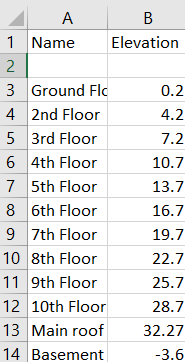 A B
1 Name Elevation
2
3 Ground Flo 0.2
4 2nd Floor 4.2
5 3rd Floor 7.2
6 4th Floor 10.7
7 5th Floor 13.7
8 6th Floor 16.7
9 7th Floor 19.7
10 8th Floor 22.7
11 9th Floor 25.7
12 10th Floor 28.7
13 Main roof 32.27
14 Basement -3.6